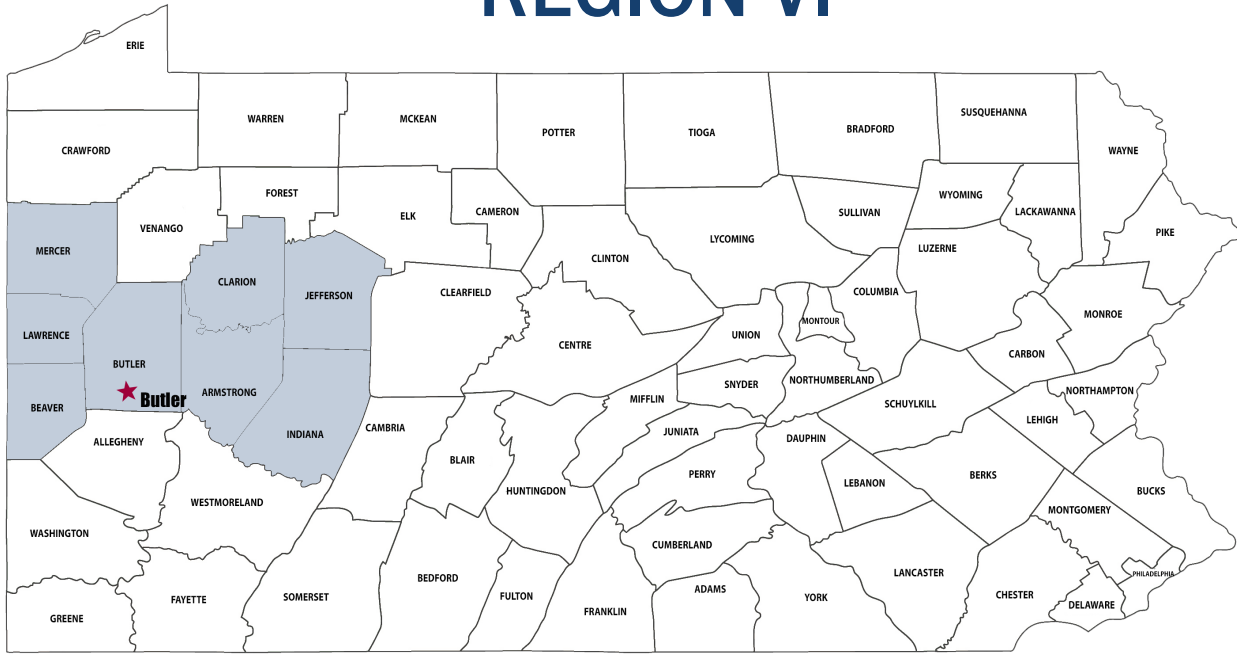 REGION VI
ERIE
WARREN
MCKEAN
POTTER
TIOGA
BRADFORD
SUSQUEHANNA
CRAWFORD
WAYNE
FOREST
WYOMING
CAMERON
SULLIVAN
LACKAWANNA
ELK
VENANGO
PIKE
LYCOMING
LUZERNE
MERCER
CLINTON
CLARION
JEFFERSON
CLEARFIELD
COLUMBIA
MONROE
MONTOUR
LAWRENCE
UNION
CENTRE
CARBON
BUTLER
Butler
ARMSTRONG
SNYDER
NORTHUMBERLAND
NORTHAMPTON
MIFFLIN
SCHUYLKILL
BEAVER
LEHIGH
ALLEGHENY
INDIANA
CAMBRIA
JUNIATA
DAUPHIN
BLAIR
PERRY
BERKS
LEBANON
HUNTINGDON
BUCKS
WESTMORELAND
MONTGOMERY
WASHINGTON
CUMBERLAND
LANCASTER
PHILADELPHIA
BEDFORD
ADAMS
FAYETTE
SOMERSET
FULTON
YORK
CHESTER
DELAWARE
FRANKLIN
GREENE